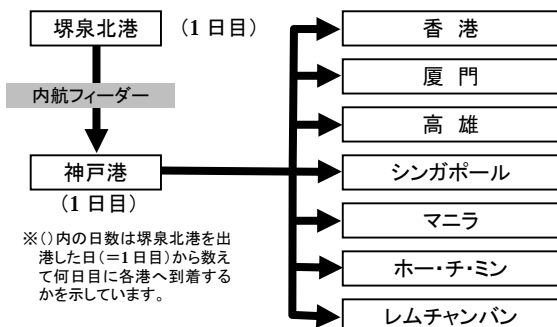 堺泉北港 (1日目)
内航フィーダー
神戸港
(1日目)
※()内の日数は堺泉北港を出
港した日(=1日目)から数え
て何日目に各港へ到着する
かを示しています。
香 港
厦 門
高 雄
シンガポール
マニラ
ホー・チ・ミン
レムチャンバン